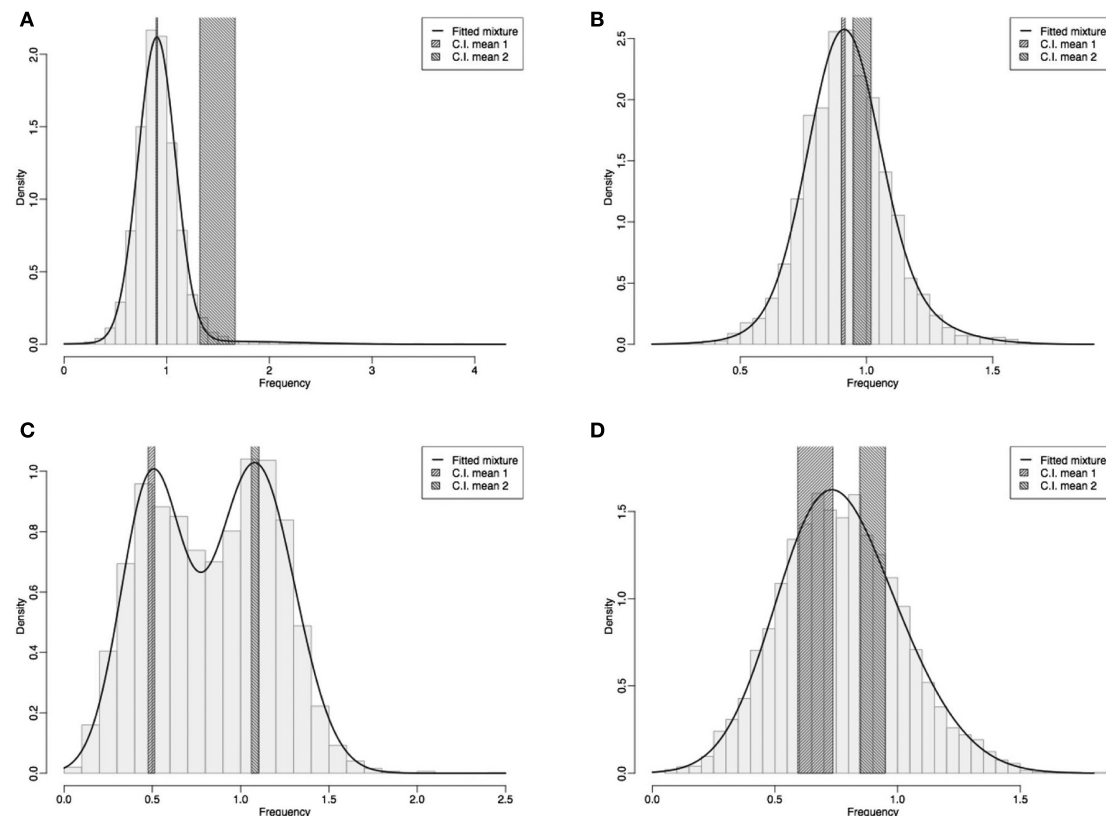 A
Fitted mixture
C.I. mean 1
C.I. mean 2
Density
0.0 0.5 1.0 1.5 2.0
0 1 2 3 4
Frequency
B
Fitted mixture
C.I. mean 1
C.I. mean 2
Density
0.0 0.5 1.0 1.5 2.0 2.5
0.5 1.0 1.5
Frequency
C
Fitted mixture
C.I. mean 1
C.I. mean 2
Density
0.0 0.2 0.4 0.6 0.8 1.0
0.0 0.5 1.0 1.5 2.0 2.5
Frequency
D
Fitted mixture
C.I. mean 1
C.I. mean 2
Density
0.0 0.5 1.0 1.5
0.0 0.5 1.0 1.5
Frequency